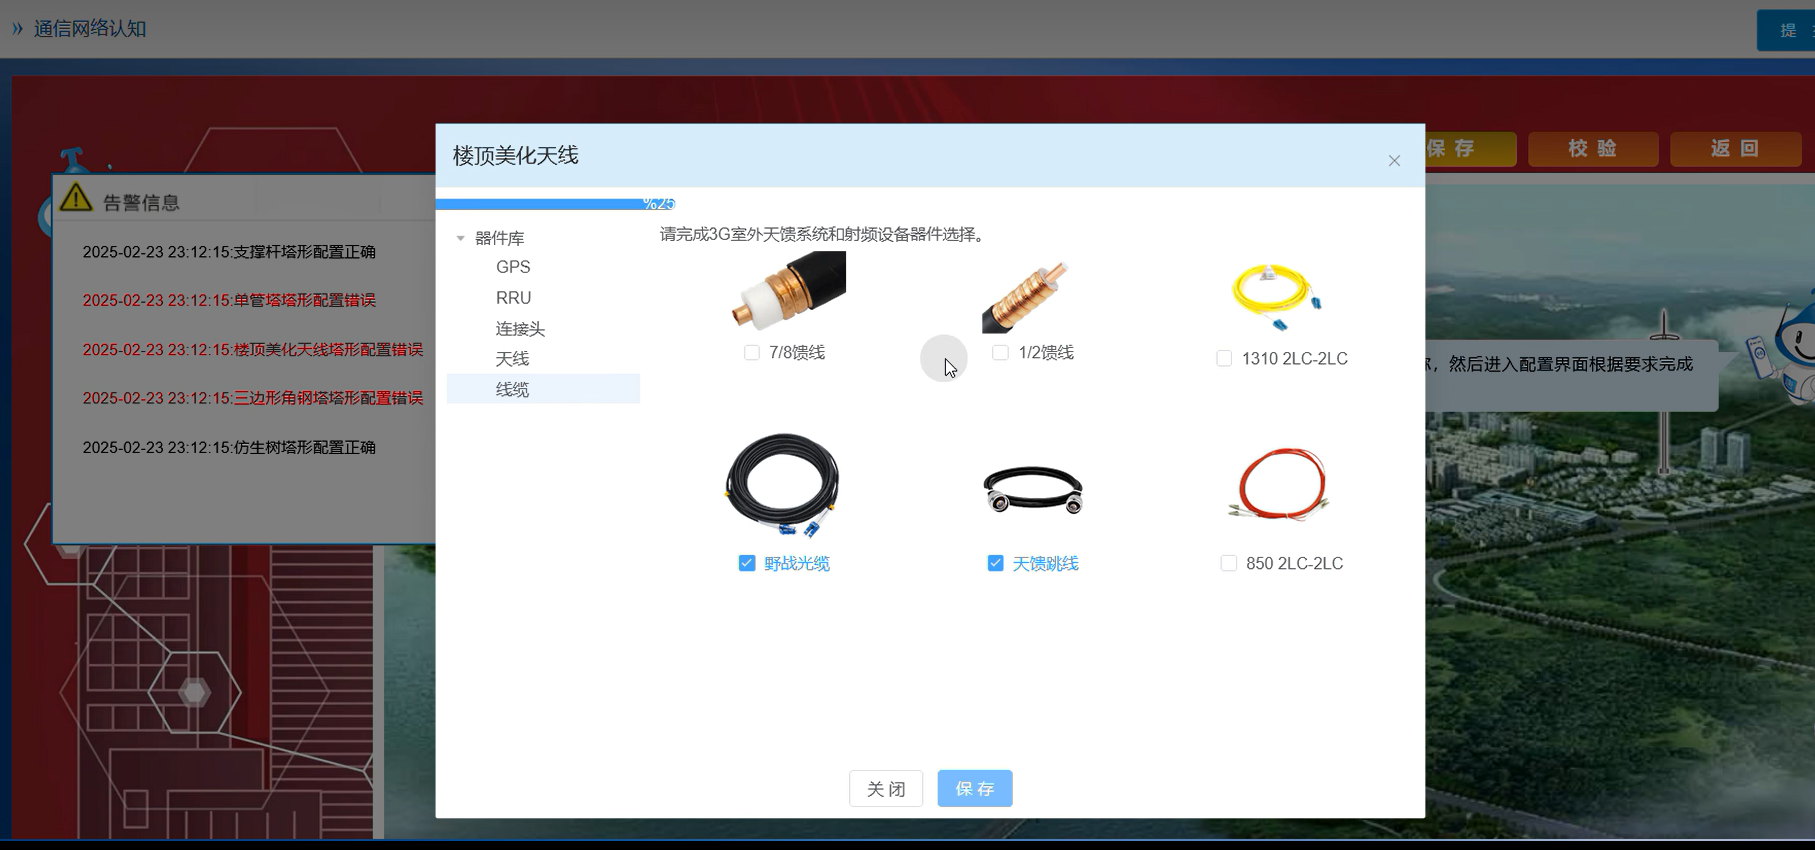 通信网络认知
提
保存
校验
返回
告警信息
2025-02-23 23:12:15:支撑杆塔形配置正确
2025-02-23 23:12:15:单管塔塔形配置错误
2025-02-23 23:12:15:楼顶美化天线塔形配置错误
2025-02-23 23:12:15:三边形角钢塔塔形配置错误
2025-02-23 23:12:15:仿生树塔形配置正确
楼顶美化天线
%25
器件库
GPS
RRU
连接头
天线
线缆
请完成3G室外天馈系统和射频设备器件选择。
7/8馈线
1/2馈线
1310 2LC-2LC
野战光缆
天馈跳线
850 2LC-2LC
关闭
保存
，然后进入配置界面根据要求完成